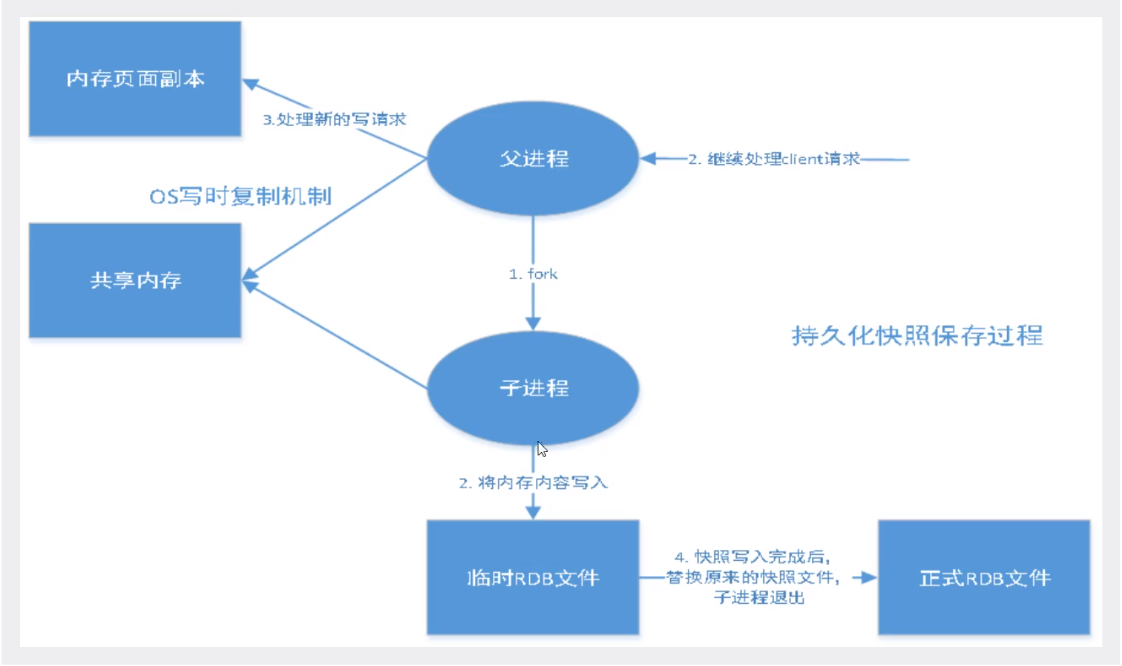 内存页面副本
3.处理新的写请求
父进程
2. 继续处理client请求
OS写时复制机制
共享内存
1. fork
持久化快照保存过程
子进程
2. 将内存内容写入
临时RDB文件
4. 快照写入完成后,
替换原来的快照文件,
子进程退出
正式RDB文件